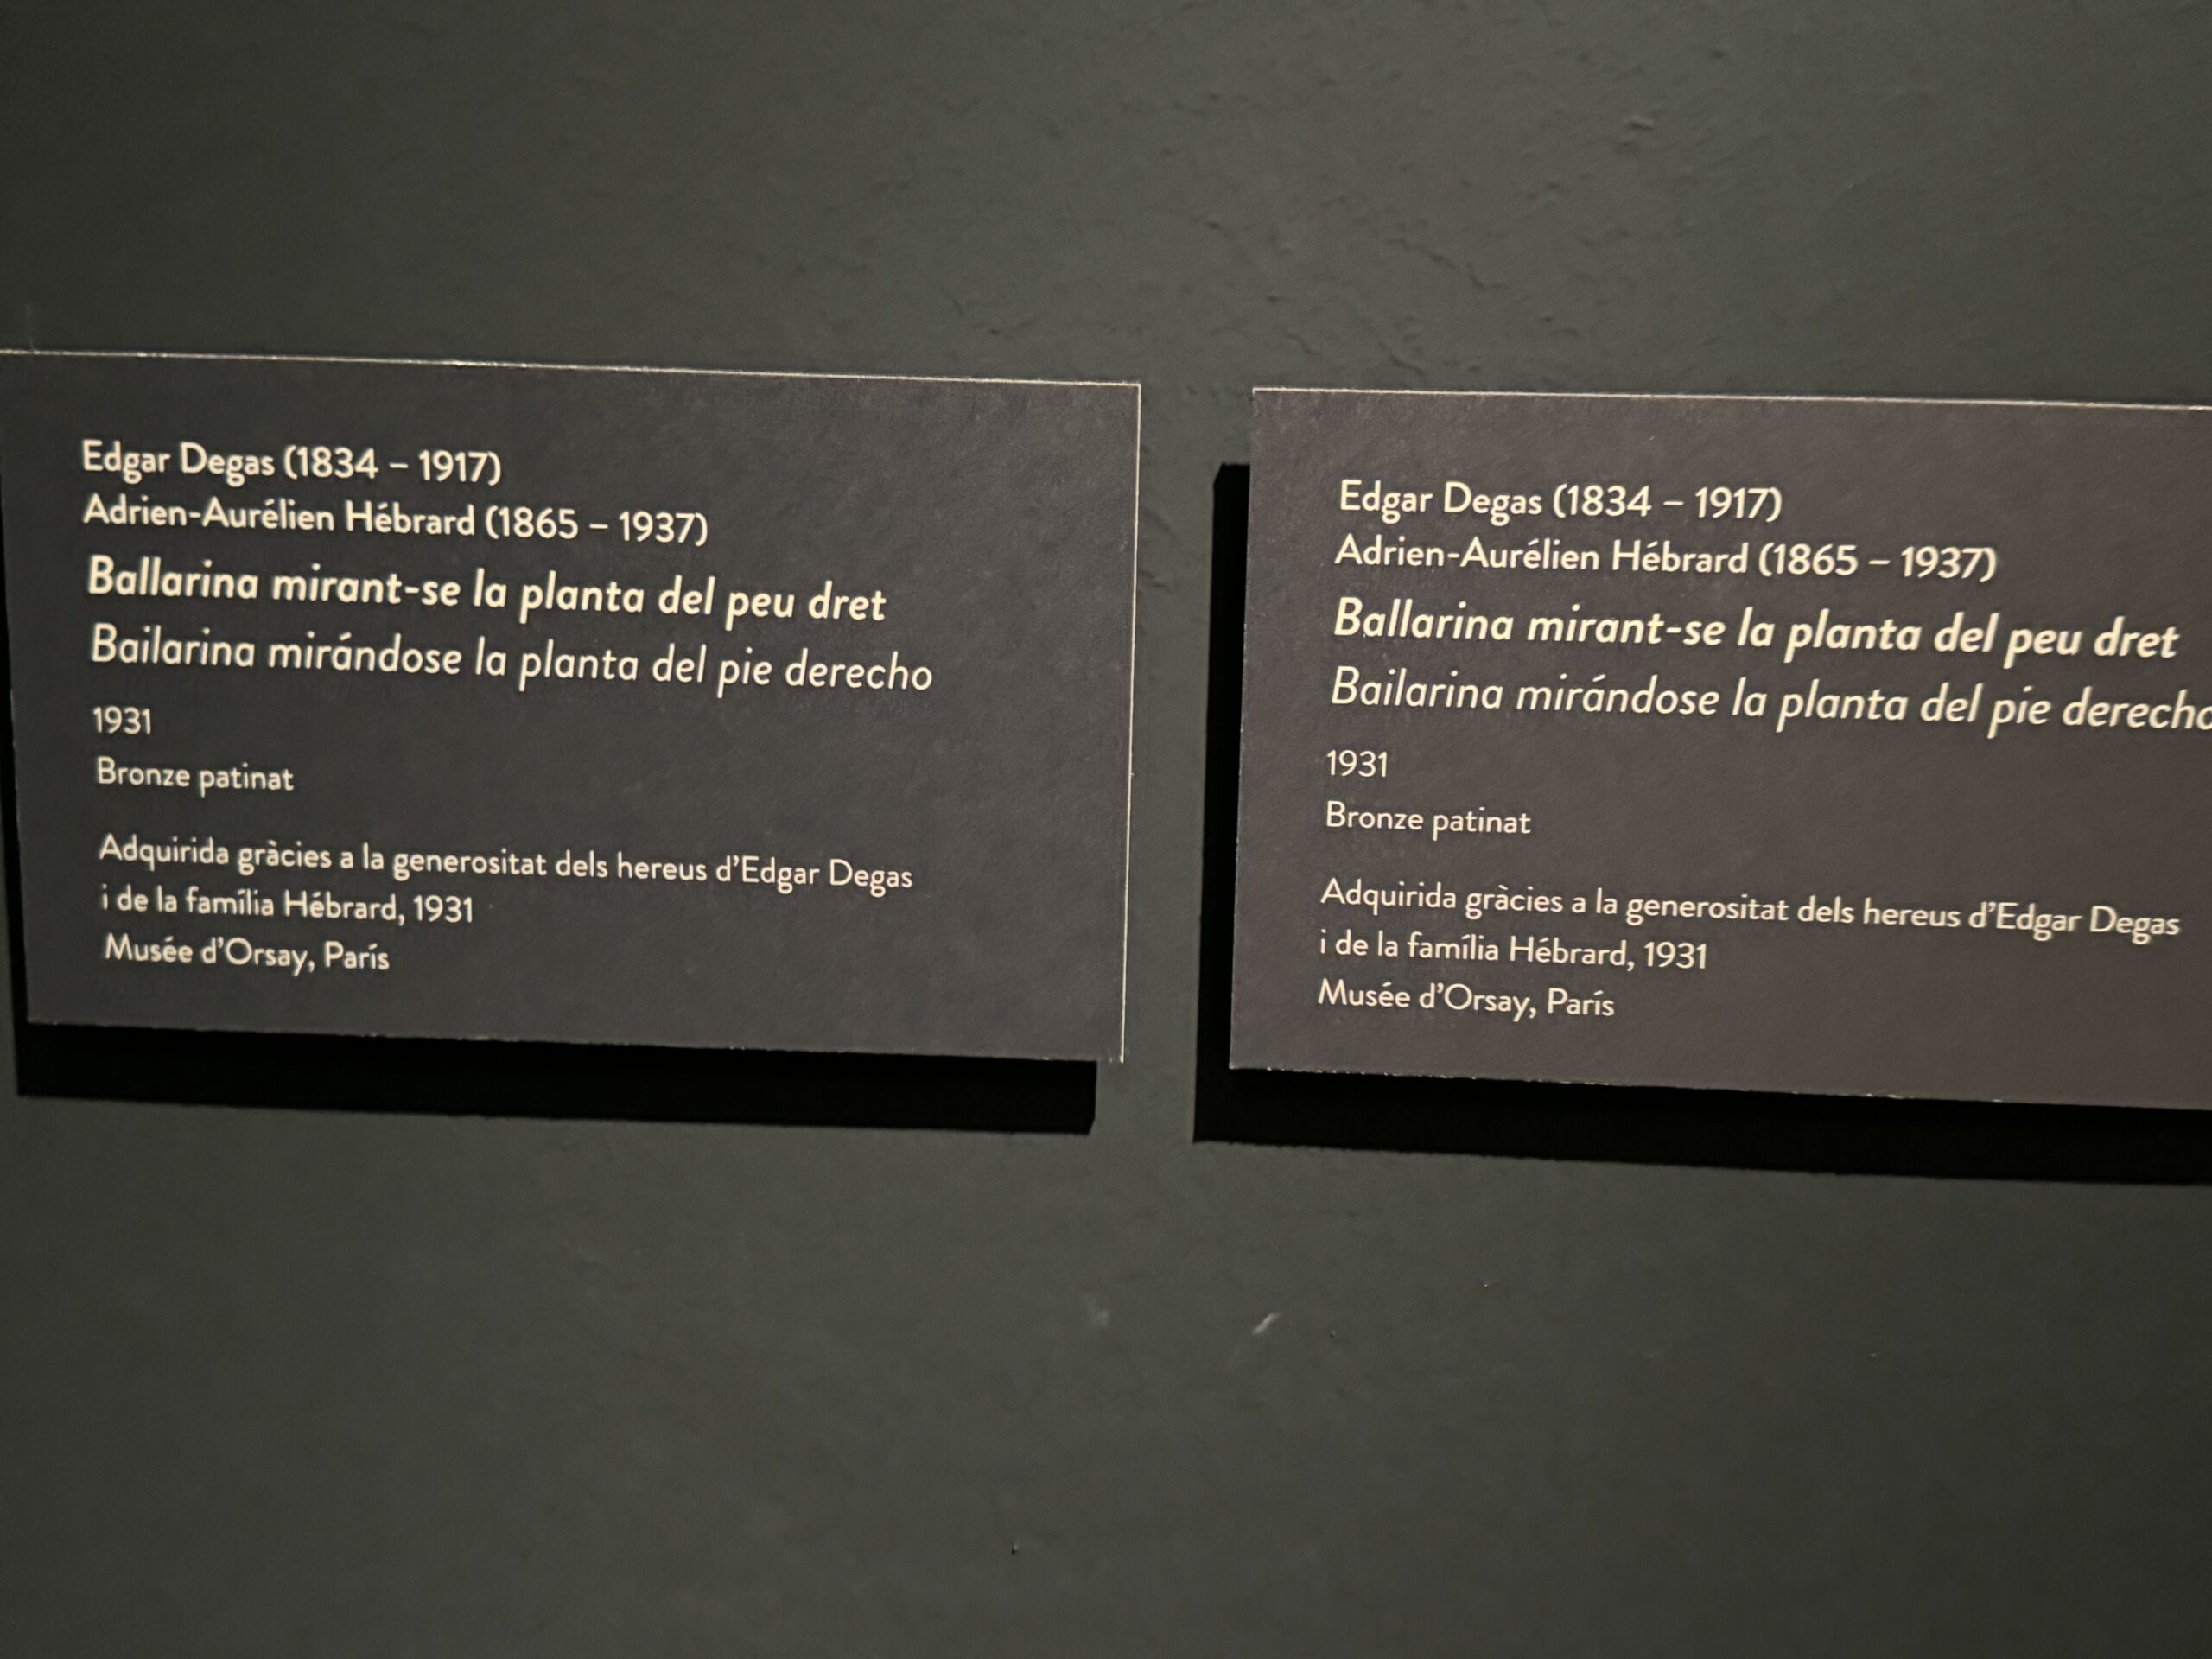 Edgar Degas (1834 – 1917)
Adrien-Aurélien Hébrard (1865 – 1937)
Ballarina mirant-se la planta del peu dret
Bailarina mirándose la planta del pie derecho
1931
Bronze patinat
Adquirida gràcies a la generositat dels hereus d’Edgar Degas
i de la família Hébrard, 1931
Musée d’Orsay, París
Edgar Degas (1834 – 1917)
Adrien-Aurélien Hébrard (1865 – 1937)
Ballarina mirant-se la planta del peu dret
Bailarina mirándose la planta del pie derecho
1931
Bronze patinat
Adquirida gràcies a la generositat dels hereus d’Edgar Degas
i de la família Hébrard, 1931
Musée d’Orsay, París